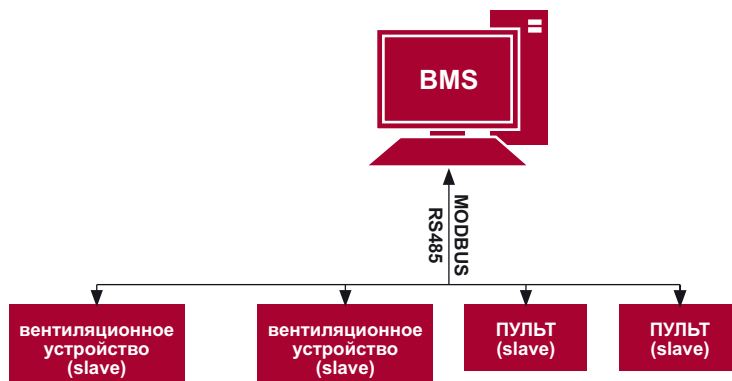 BMS
MODBUS
RS485
вентиляционное
устройство
(slave)
вентиляционное
устройство
(slave)
ПУЛЬТ
(slave)
ПУЛЬТ
(slave)